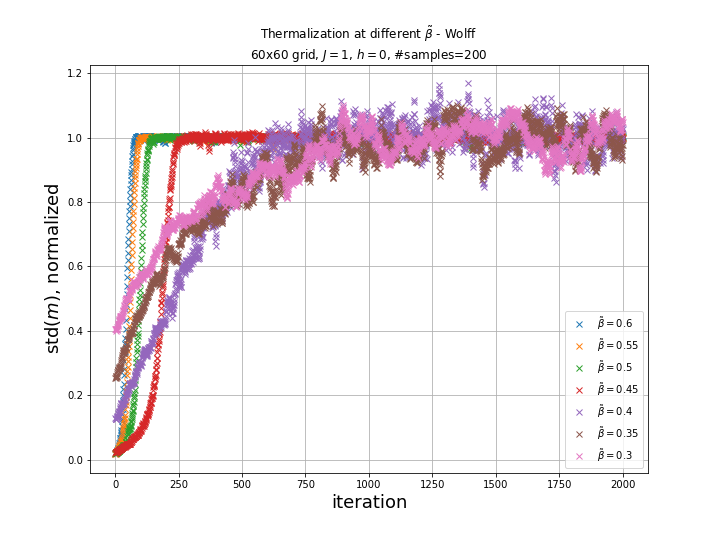 Thermalization at different β̃ - Wolff
60x60 grid, J = 1, h = 0, #samples=200
std(m), normalized
1.2
1.0
0.8
0.6
0.4
0.2
0.0
0 250 500 750 1000 1250 1500 1750 2000
iteration
β̃ = 0.6
β̃ = 0.55
β̃ = 0.5
β̃ = 0.45
β̃ = 0.4
β̃ = 0.35
β̃ = 0.3